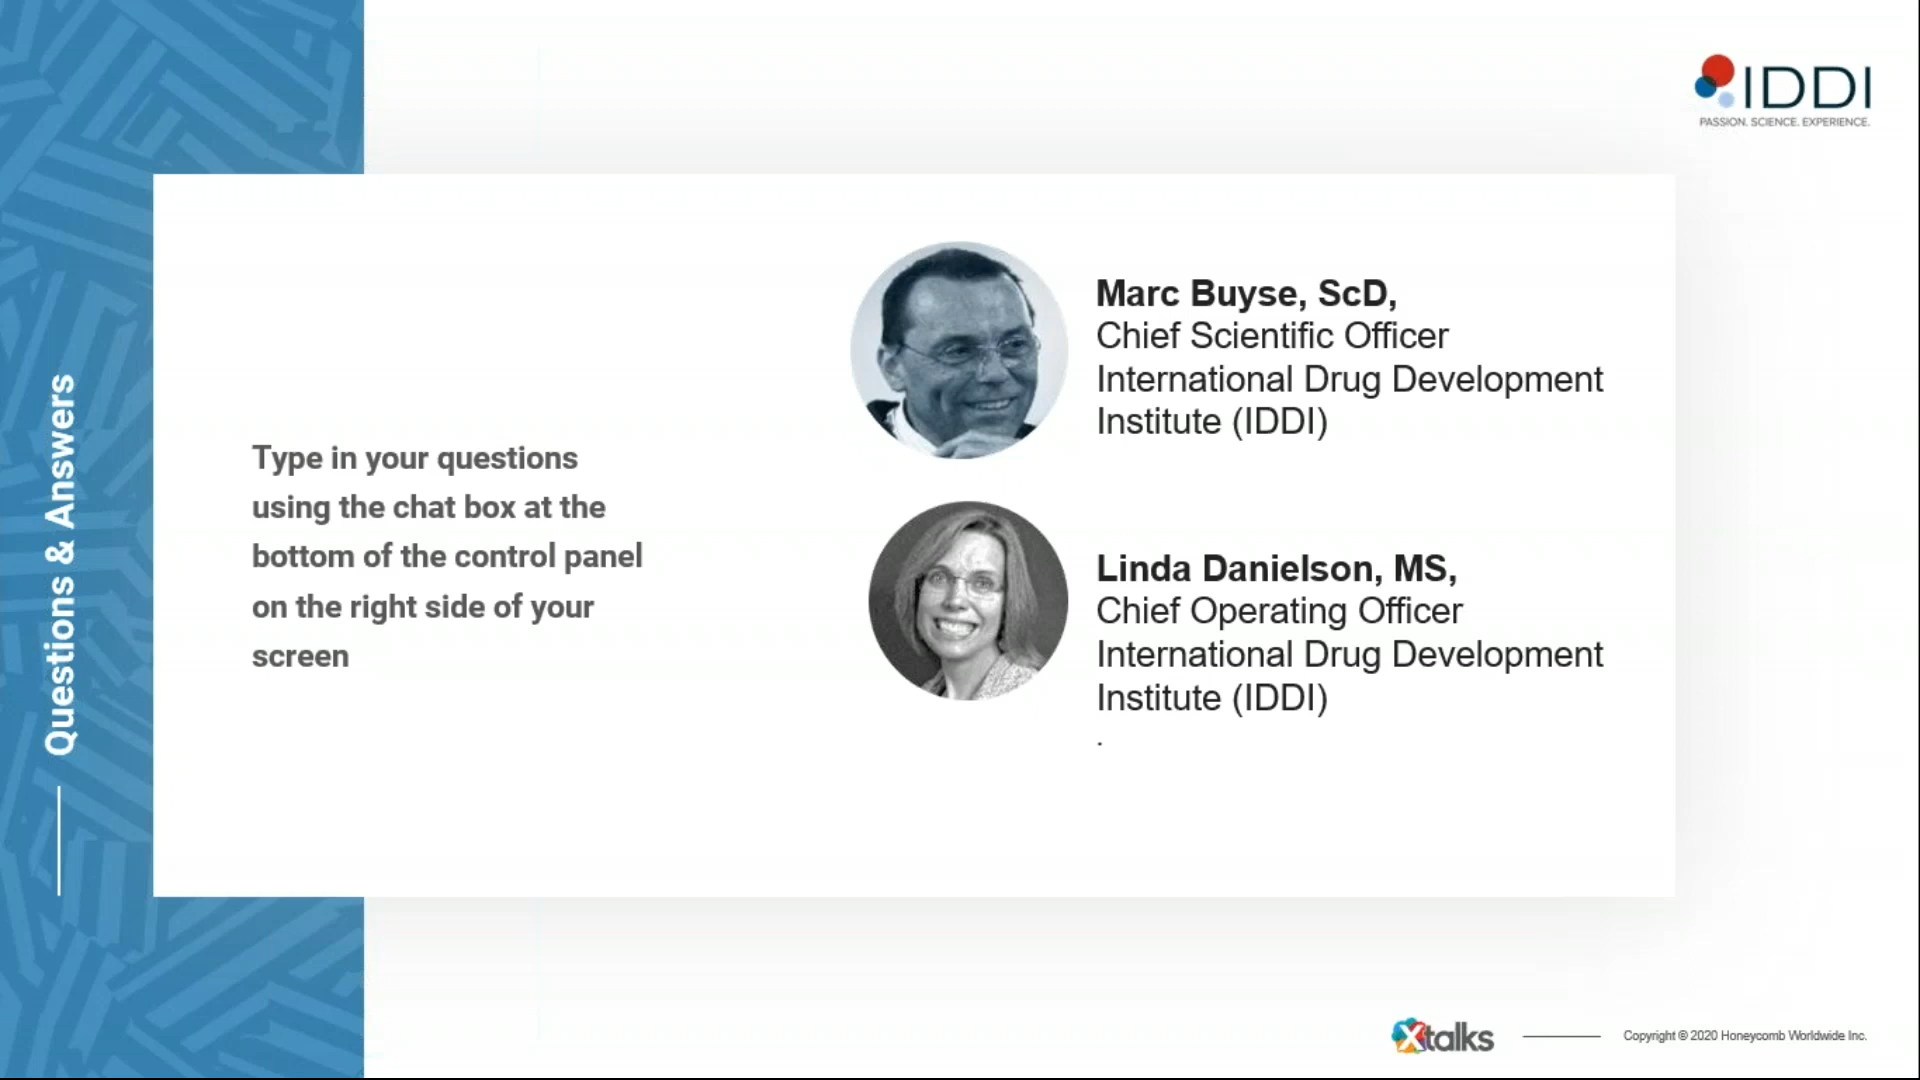 IDDI
PASSION. SCIENCE. EXPERIENCE.
Questions & Answers
Type in your questions
using the chat box at the
bottom of the control panel
on the right side of your
screen
Marc Buyse, ScD,
Chief Scientific Officer
International Drug Development
Institute (IDDI)
Linda Danielson, MS,
Chief Operating Officer
International Drug Development
Institute (IDDI)
.
Xtalks
Copyright © 2020 Honeycomb Worldwide Inc.